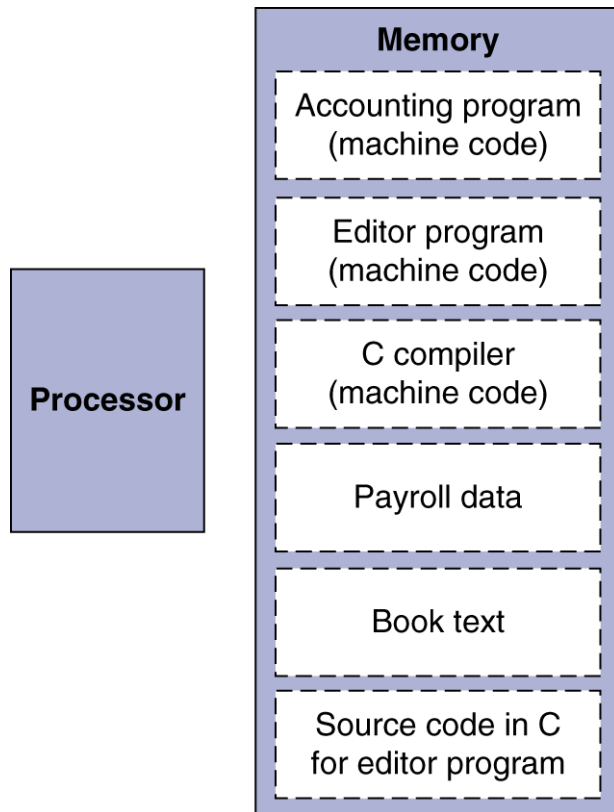 Memory
Accounting program
(machine code)
Editor program
(machine code)
C compiler
(machine code)
Processor
Payroll data
Book text
Source code in C
for editor program